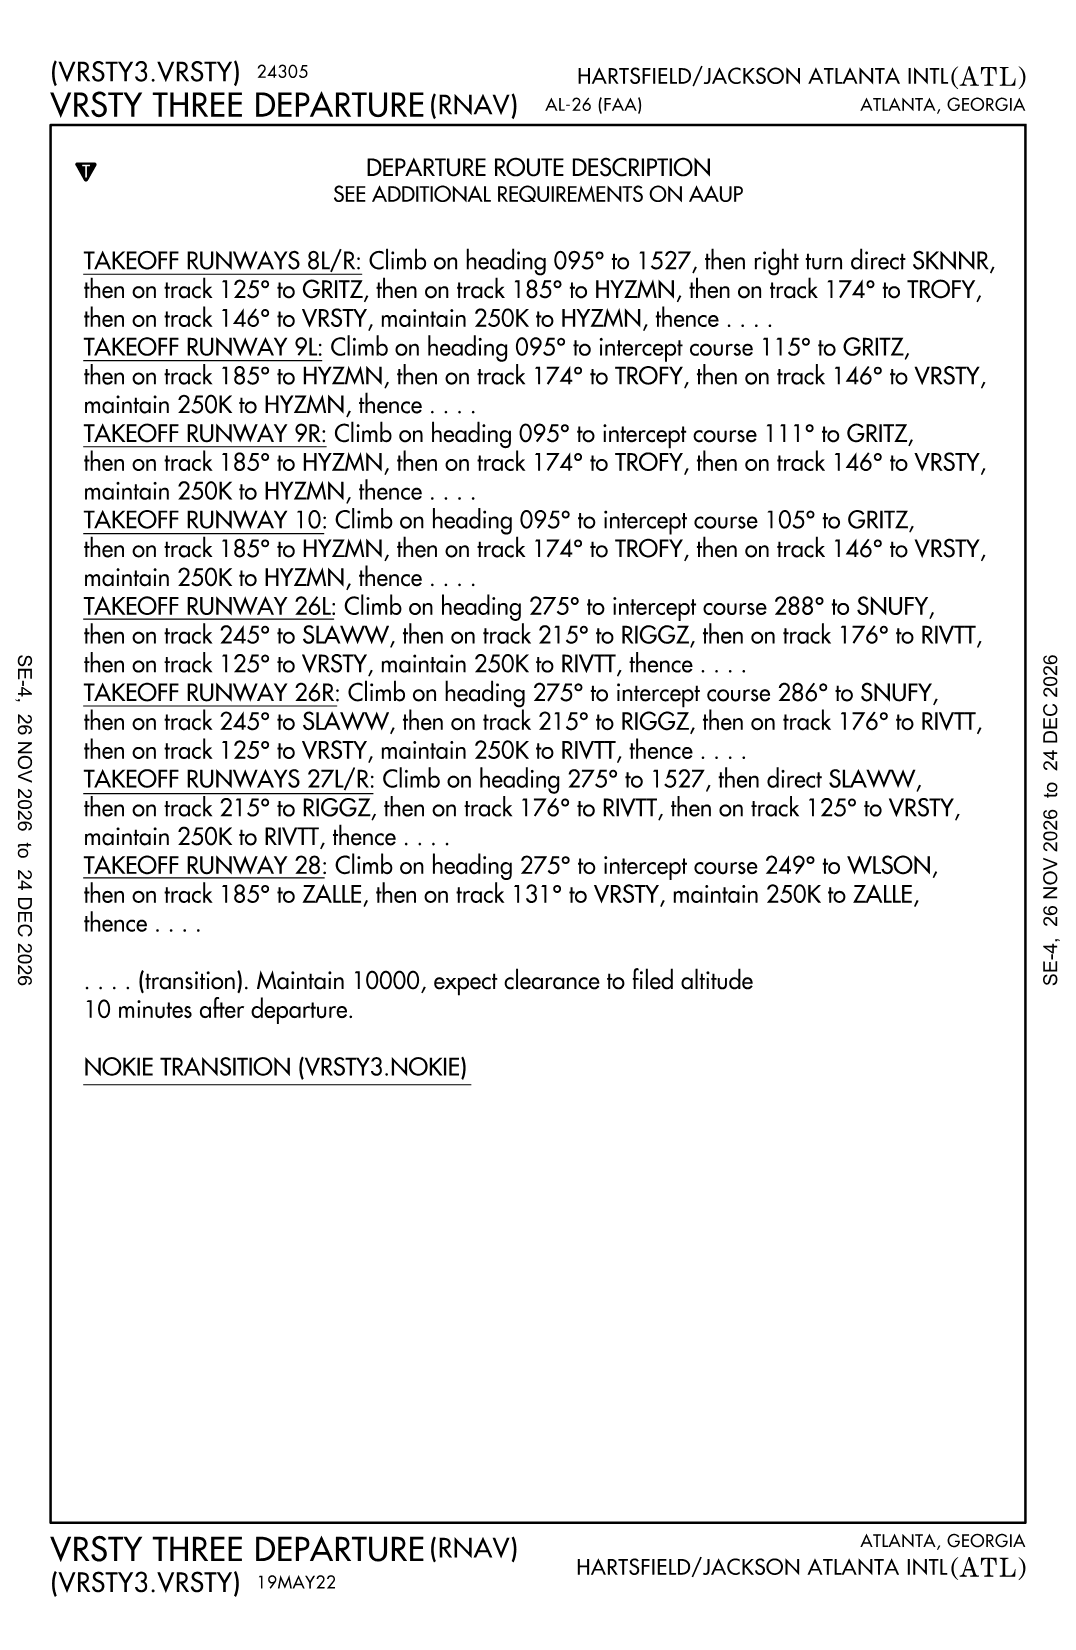 (VRSTY3.VRSTY) 24305
HARTSFIELD/JACKSON ATLANTA INTL(ATL)
VRSTY THREE DEPARTURE(RNAV) AL-26 (FAA)
ATLANTA, GEORGIA
T
DEPARTURE ROUTE DESCRIPTION
SEE ADDITIONAL REQUIREMENTS ON AAUP
TAKEOFF RUNWAYS 8L/R: Climb on heading 095° to 1527, then right turn direct SKNNR,
then on track 125° to GRITZ, then on track 185° to HYZMN, then on track 174° to TROFY,
then on track 146° to VRSTY, maintain 250K to HYZMN, thence . . . .
TAKEOFF RUNWAY 9L: Climb on heading 095° to intercept course 115° to GRITZ,
then on track 185° to HYZMN, then on track 174° to TROFY, then on track 146° to VRSTY,
maintain 250K to HYZMN, thence . . . .
TAKEOFF RUNWAY 9R: Climb on heading 095° to intercept course 111° to GRITZ,
then on track 185° to HYZMN, then on track 174° to TROFY, then on track 146° to VRSTY,
maintain 250K to HYZMN, thence . . . .
TAKEOFF RUNWAY 10: Climb on heading 095° to intercept course 105° to GRITZ,
then on track 185° to HYZMN, then on track 174° to TROFY, then on track 146° to VRSTY,
maintain 250K to HYZMN, thence . . . .
TAKEOFF RUNWAY 26L: Climb on heading 275° to intercept course 288° to SNUFY,
then on track 245° to SLAWW, then on track 215° to RIGGZ, then on track 176° to RIVTT,
then on track 125° to VRSTY, maintain 250K to RIVTT, thence . . . .
TAKEOFF RUNWAY 26R: Climb on heading 275° to intercept course 286° to SNUFY,
then on track 245° to SLAWW, then on track 215° to RIGGZ, then on track 176° to RIVTT,
then on track 125° to VRSTY, maintain 250K to RIVTT, thence . . . .
TAKEOFF RUNWAYS 27L/R: Climb on heading 275° to 1527, then direct SLAWW,
then on track 215° to RIGGZ, then on track 176° to RIVTT, then on track 125° to VRSTY,
maintain 250K to RIVTT, thence . . . .
TAKEOFF RUNWAY 28: Climb on heading 275° to intercept course 249° to WLSON,
then on track 185° to ZALLE, then on track 131° to VRSTY, maintain 250K to ZALLE,
thence . . . .
. . . . (transition). Maintain 10000, expect clearance to filed altitude
10 minutes after departure.
NOKIE TRANSITION (VRSTY3.NOKIE)
SE-4, 26 NOV 2026 to 24 DEC 2026
SE-4, 26 NOV 2026 to 24 DEC 2026
VRSTY THREE DEPARTURE(RNAV)
ATLANTA, GEORGIA
(VRSTY3.VRSTY) 19MAY22
HARTSFIELD/JACKSON ATLANTA INTL(ATL)